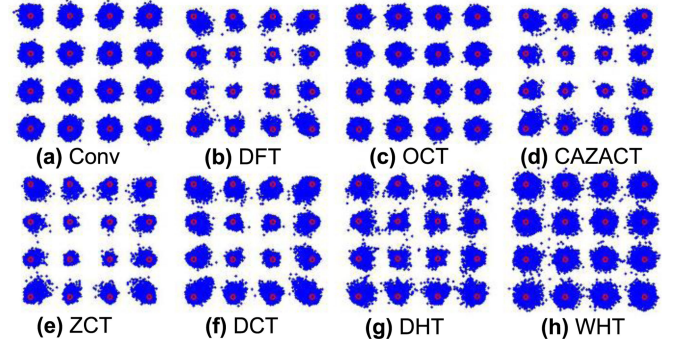 (a) Conv
(b) DFT
(c) OCT
(d) CAZACT
(e) ZCT
(f) DCT
(g) DHT
(h) WHT